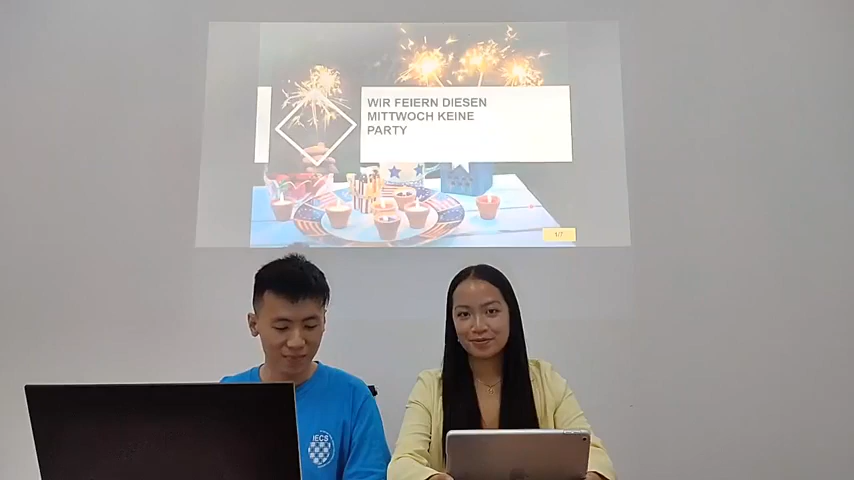 WIR FEIERN DIESEN
MITTWOCH KEINE
PARTY
1/7
IECS